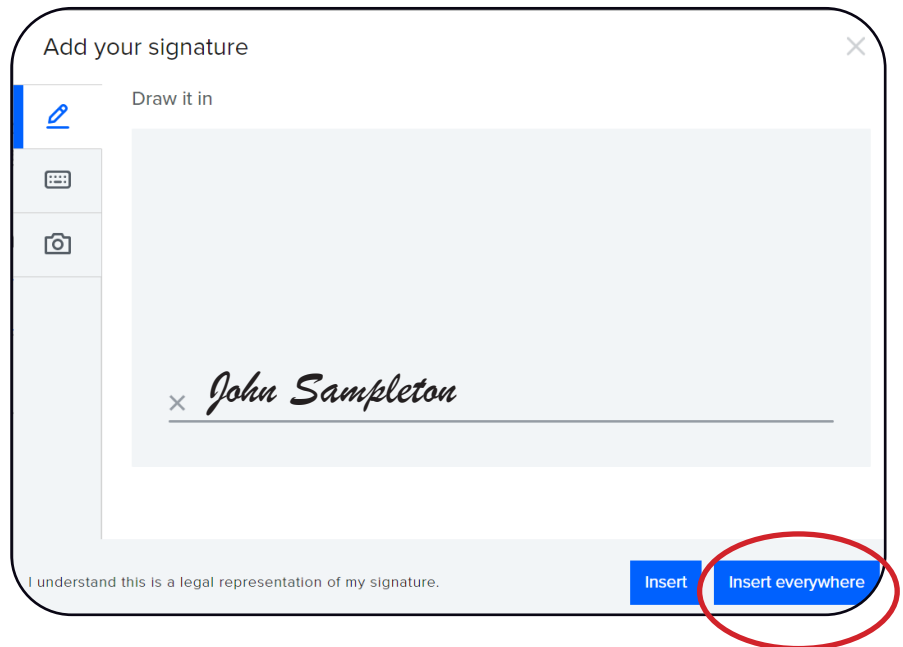 Add your signature
Draw it in
John Sampleton
I understand this is a legal representation of my signature.
Insert
Insert everywhere